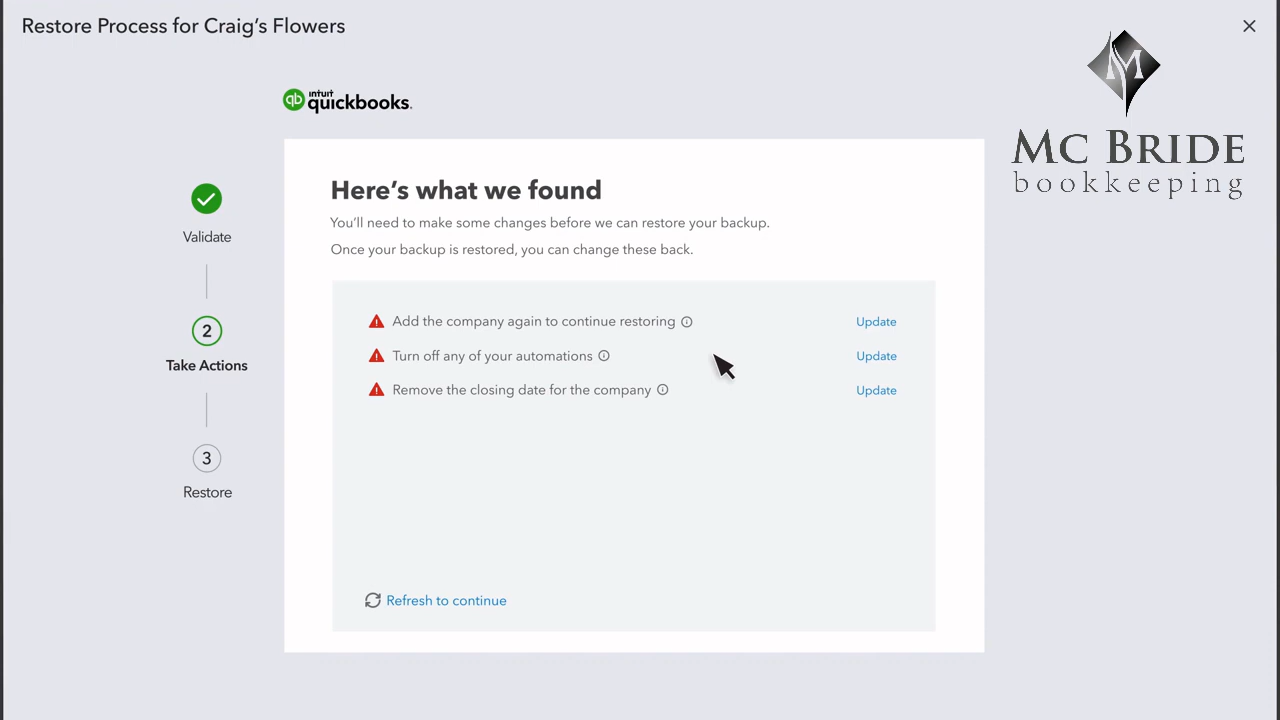 Restore Process for Craig's Flowers
MC BRIDE
bookkeeping
qb intuit quickbooks.
Here's what we found
You'll need to make some changes before we can restore your backup.
Once your backup is restored, you can change these back.
Validate
2
Take Actions
3
Restore
Add the company again to continue restoring Update
Turn off any of your automations Update
Remove the closing date for the company Update
Refresh to continue